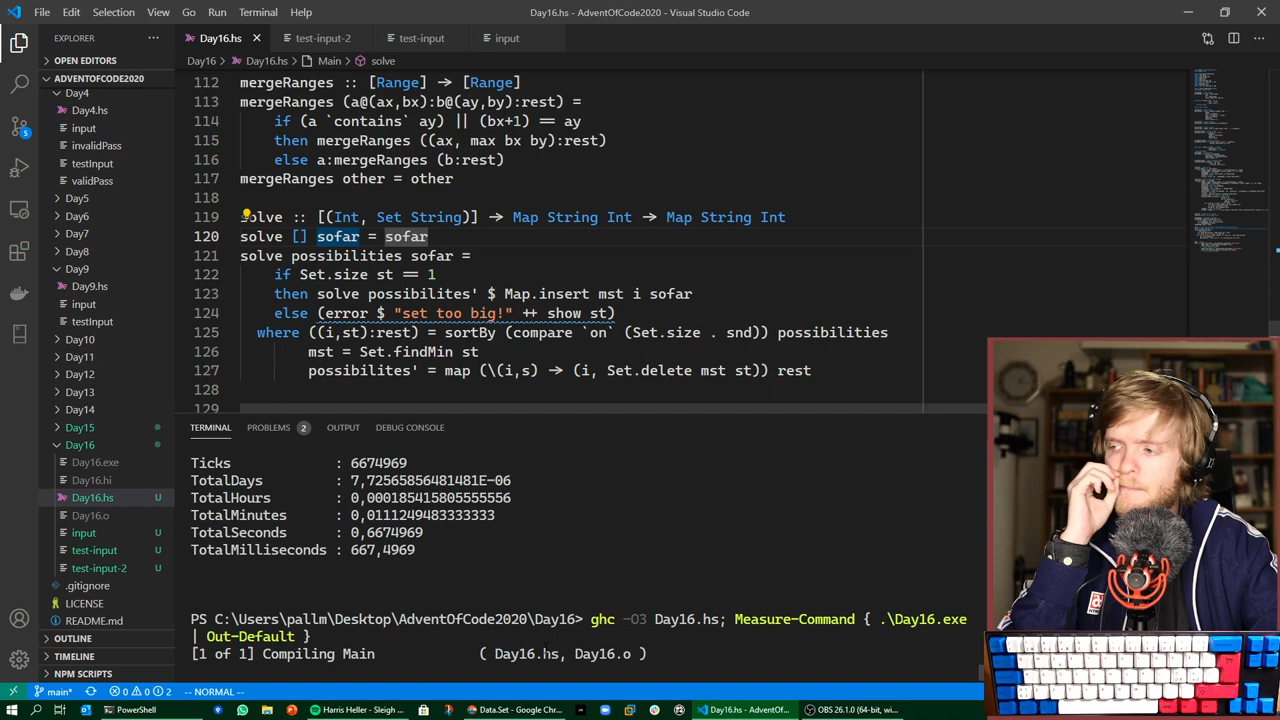 File Edit Selection View Go Run Terminal Help
Day16.hs - AdventOfCode2020 - Visual Studio Code
EXPLORER
OPEN EDITORS
ADVENTOFCODE2020
Day4
Day4.hs
input
invalidPass
testInput
validPass
Day5
Day6
Day7
Day8
Day9
Day9.hs
input
testInput
Day10
Day11
Day12
Day13
Day14
Day15
Day16
Day16.exe
Day16.hi
Day16.hs U
Day16.o
input U
test-input U
test-input-2 U
.gitignore
LICENSE
README.md
OUTLINE
TIMELINE
NPM SCRIPTS
5
Day16.hs test-input-2 test-input input
Day16 > Day16.hs > Main > solve
112 mergeRanges :: [Range] → [Range]
113 mergeRanges (a@(ax,bx):b@(ay,by):rest) =
114 if (a `contains` ay) || (bx+1) == ay
115 then mergeRanges ((ax, max bx by):rest)
116 else a:mergeRanges (b:rest)
117 mergeRanges other = other
118
119 solve :: [(Int, Set String)] → Map String Int → Map String Int
120 solve [] sofar = sofar
121 solve possibilities sofar =
122 if Set.size st == 1
123 then solve possibilites' $ Map.insert mst i sofar
124 else (error $ "set too big!" ++ show st)
125 where ((i,st):rest) = sortBy (compare `on` (Set.size . snd)) possibilities
126 mst = Set.findMin st
127 possibilites' = map (\(i,s) → (i, Set.delete mst st)) rest
128
129
TERMINAL PROBLEMS 2 OUTPUT DEBUG CONSOLE
Ticks : 6674969
TotalDays : 7,72565856481481E-06
TotalHours : 0,000185415805555556
TotalMinutes : 0,0111249483333333
TotalSeconds : 0,6674969
TotalMilliseconds : 667,4969
PS C:\Users\pallm\Desktop\AdventOfCode2020\Day16> ghc -O3 Day16.hs; Measure-Command { .\Day16.exe
| Out-Default }
[1 of 1] Compiling Main ( Day16.hs, Day16.o )
main* 0 0 2 -- NORMAL --
PowerShell
Harris Heller - Sleigh ...
Data.Set - Google Chr...
Day16.hs - AdventOf...
OBS 26.1.0 (64-bit, w...